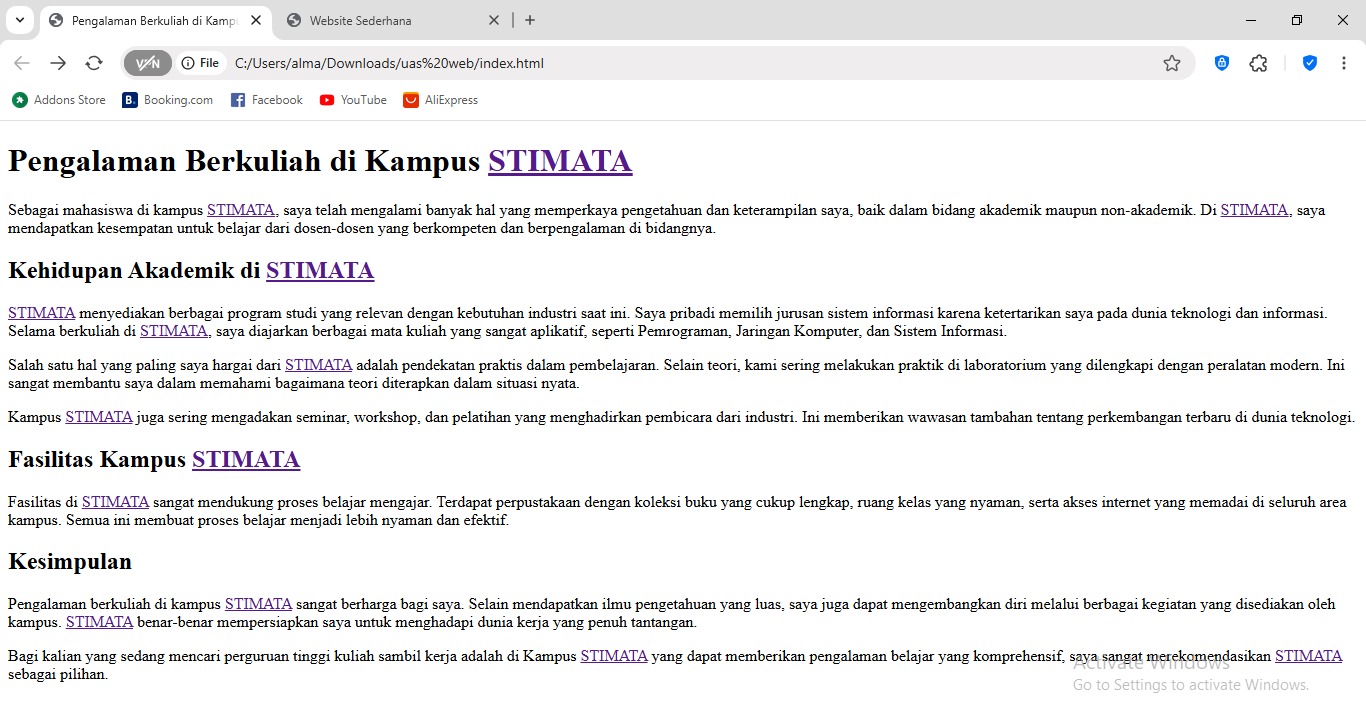 Pengalaman Berkuliah di Kamp
Website Sederhana
VPN
File
C:/Users/alma/Downloads/uas%20web/index.html
Addons Store
B.
Booking.com
Facebook
YouTube
AliExpress
Pengalaman Berkuliah di Kampus STIMATA
Sebagai mahasiswa di kampus STIMATA, saya telah mengalami banyak hal yang memperkaya pengetahuan dan keterampilan saya, baik dalam bidang akademik maupun non-akademik. Di STIMATA, saya
mendapatkan kesempatan untuk belajar dari dosen-dosen yang berkompeten dan berpengalaman di bidangnya.
Kehidupan Akademik di STIMATA
STIMATA menyediakan berbagai program studi yang relevan dengan kebutuhan industri saat ini. Saya pribadi memilih jurusan sistem informasi karena ketertarikan saya pada dunia teknologi dan informasi.
Selama berkuliah di STIMATA, saya diajarkan berbagai mata kuliah yang sangat aplikatif, seperti Pemrograman, Jaringan Komputer, dan Sistem Informasi.
Salah satu hal yang paling saya hargai dari STIMATA adalah pendekatan praktis dalam pembelajaran. Selain teori, kami sering melakukan praktik di laboratorium yang dilengkapi dengan peralatan modern. Ini
sangat membantu saya dalam memahami bagaimana teori diterapkan dalam situasi nyata.
Kampus STIMATA juga sering mengadakan seminar, workshop, dan pelatihan yang menghadirkan pembicara dari industri. Ini memberikan wawasan tambahan tentang perkembangan terbaru di dunia teknologi.
Fasilitas Kampus STIMATA
Fasilitas di STIMATA sangat mendukung proses belajar mengajar. Terdapat perpustakaan dengan koleksi buku yang cukup lengkap, ruang kelas yang nyaman, serta akses internet yang memadai di seluruh area
kampus. Semua ini membuat proses belajar menjadi lebih nyaman dan efektif.
Kesimpulan
Pengalaman berkuliah di kampus STIMATA sangat berharga bagi saya. Selain mendapatkan ilmu pengetahuan yang luas, saya juga dapat mengembangkan diri melalui berbagai kegiatan yang disediakan oleh
kampus. STIMATA benar-benar mempersiapkan saya untuk menghadapi dunia kerja yang penuh tantangan.
Bagi kalian yang sedang mencari perguruan tinggi kuliah sambil kerja adalah di Kampus STIMATA yang dapat memberikan pengalaman belajar yang komprehensif, saya sangat merekomendasikan STIMATA
sebagai pilihan.
Activate Windows
Go to Settings to activate Windows.